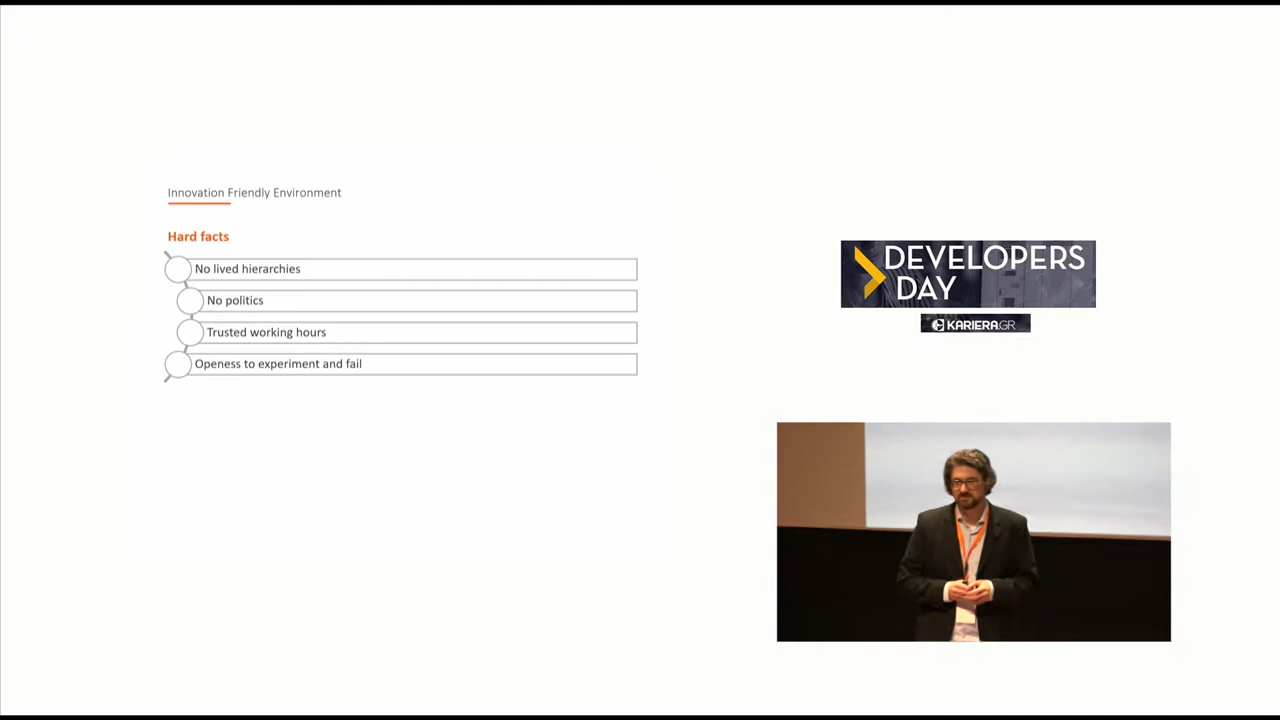 Innovation Friendly Environment
Hard facts
No lived hierarchies
No politics
Trusted working hours
Openess to experiment and fail
DEVELOPERS
DAY
KARIERA.GR